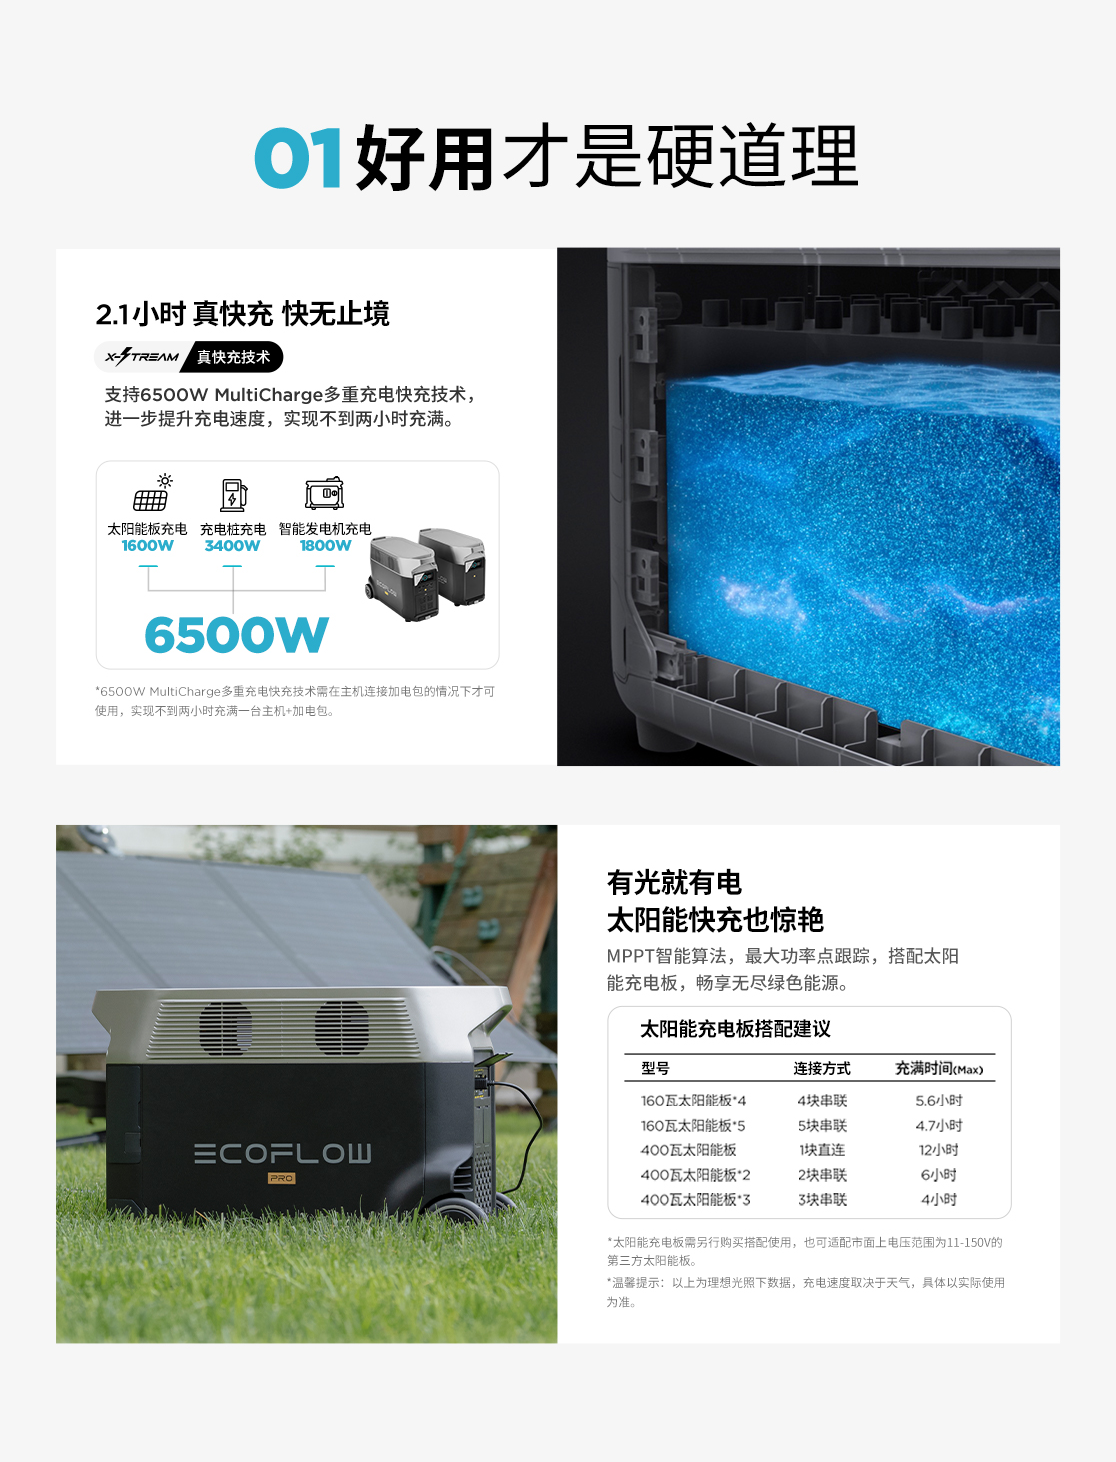 01 好用才是硬道理
2.1小时 真快充 快无止境
X-STREAM 真快充技术
支持6500W MultiCharge多重充电快充技术，
进一步提升充电速度，实现不到两小时充满。
太阳能板充电 充电桩充电 智能发电机充电
1600W 3400W 1800W
ECOFLOW
6500W
*6500W MultiCharge多重充电快充技术需在主机连接加电包的情况下才可
使用，实现不到两小时充满一台主机+加电包。
有光就有电
太阳能快充也惊艳
MPPT智能算法，最大功率点跟踪，搭配太阳
能充电板，畅享无尽绿色能源。
太阳能充电板搭配建议
型号 连接方式 充满时间(Max)
160瓦太阳能板*4 4块串联 5.6小时
160瓦太阳能板*5 5块串联 4.7小时
400瓦太阳能板 1块直连 12小时
400瓦太阳能板*2 2块串联 6小时
400瓦太阳能板*3 3块串联 4小时
ECOFLOW
PRO
*太阳能充电板需另行购买搭配使用，也可适配市面上电压范围为11-150V的
第三方太阳能板。
*温馨提示：以上为理想光照下数据，充电速度取决于天气，具体以实际使用
为准。